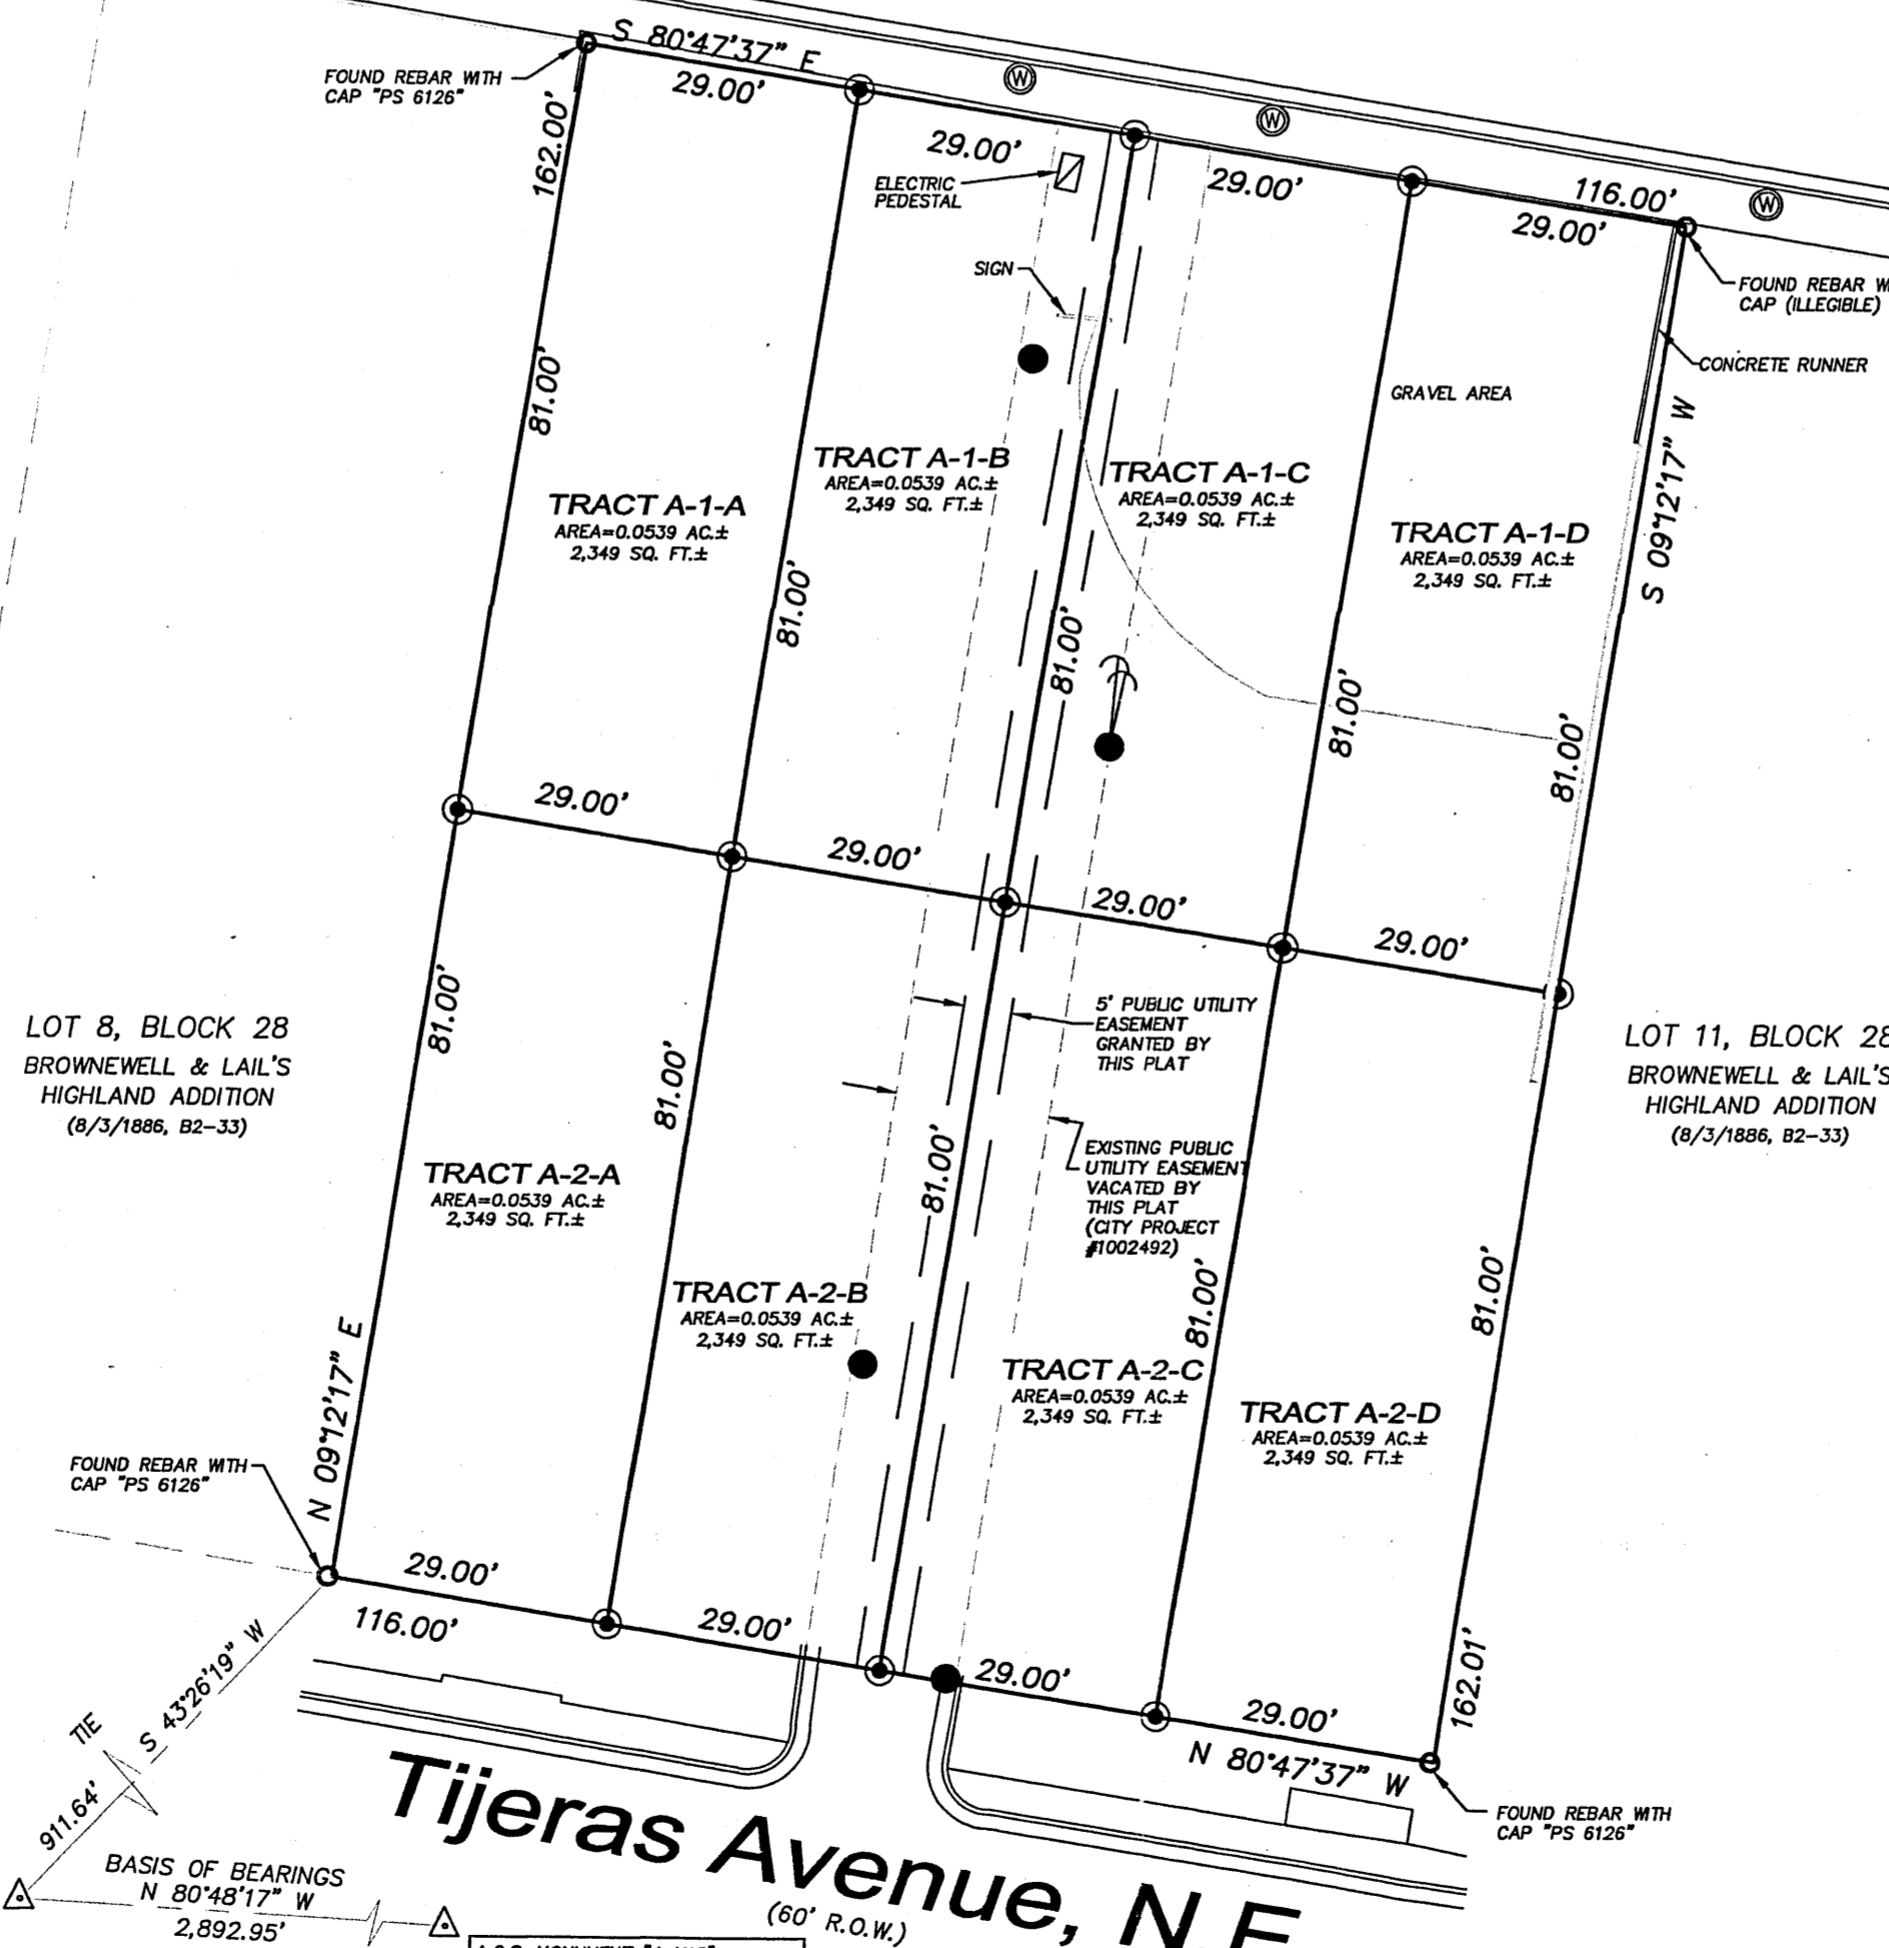 S 80°47'37" E
29.00'
FOUND REBAR WITH
CAP "PS 6126"
162.00'
W
W
29.00'
ELECTRIC
PEDESTAL
29.00'
116.00'
29.00'
W
SIGN
FOUND REBAR
CAP (ILLEGIBLE)
CONCRETE RUNNER
GRAVEL AREA
81.00'
S 09°12'17" W
TRACT A-1-A
AREA=0.0539 AC.±
2,349 SQ. FT.±
TRACT A-1-B
AREA=0.0539 AC.±
2,349 SQ. FT.±
TRACT A-1-C
AREA=0.0539 AC.±
2,349 SQ. FT.±
TRACT A-1-D
AREA=0.0539 AC.±
2,349 SQ. FT.±
81.00'
81.00'
81.00'
81.00'
29.00'
29.00'
29.00'
29.00'
LOT 8, BLOCK 28
BROWNEWELL & LAIL'S
HIGHLAND ADDITION
(8/3/1886, B2-33)
81.00'
81.00'
5' PUBLIC UTILITY
EASEMENT
GRANTED BY
THIS PLAT
LOT 11, BLOCK 28
BROWNEWELL & LAIL'S
HIGHLAND ADDITION
(8/3/1886, B2-33)
81.00'
EXISTING PUBLIC
UTILITY EASEMENT
VACATED BY
THIS PLAT
(CITY PROJECT
#1002492)
81.00'
81.00'
TRACT A-2-A
AREA=0.0539 AC.±
2,349 SQ. FT.±
TRACT A-2-B
AREA=0.0539 AC.±
2,349 SQ. FT.±
TRACT A-2-C
AREA=0.0539 AC.±
2,349 SQ. FT.±
TRACT A-2-D
AREA=0.0539 AC.±
2,349 SQ. FT.±
N 09°12'17" E
FOUND REBAR WITH
CAP "PS 6126"
29.00'
116.00'
29.00'
29.00'
29.00'
162.01'
N 80°47'37" W
FOUND REBAR WITH
CAP "PS 6126"
S 43°26'19" W
TIE
911.64'
Tijeras Avenue, N.E
(60' R.O.W.)
BASIS OF BEARINGS
N 80°48'17" W
2,892.95'